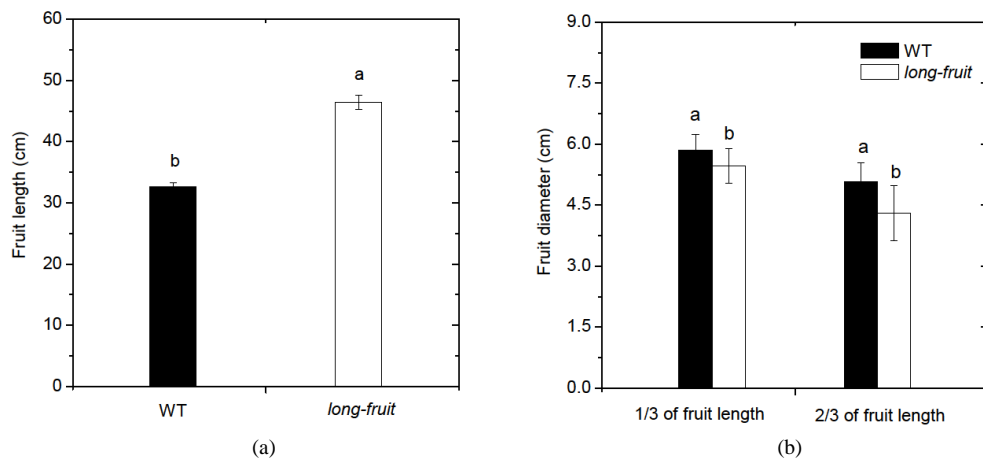 60
50
40
30
20
10
0
Fruit length (cm)
b
a
WT
long-fruit
(a)
9.0
7.5
6.0
4.5
3.0
1.5
0.0
Fruit diameter (cm)
WT
long-fruit
a
b
a
b
1/3 of fruit length
2/3 of fruit length
(b)